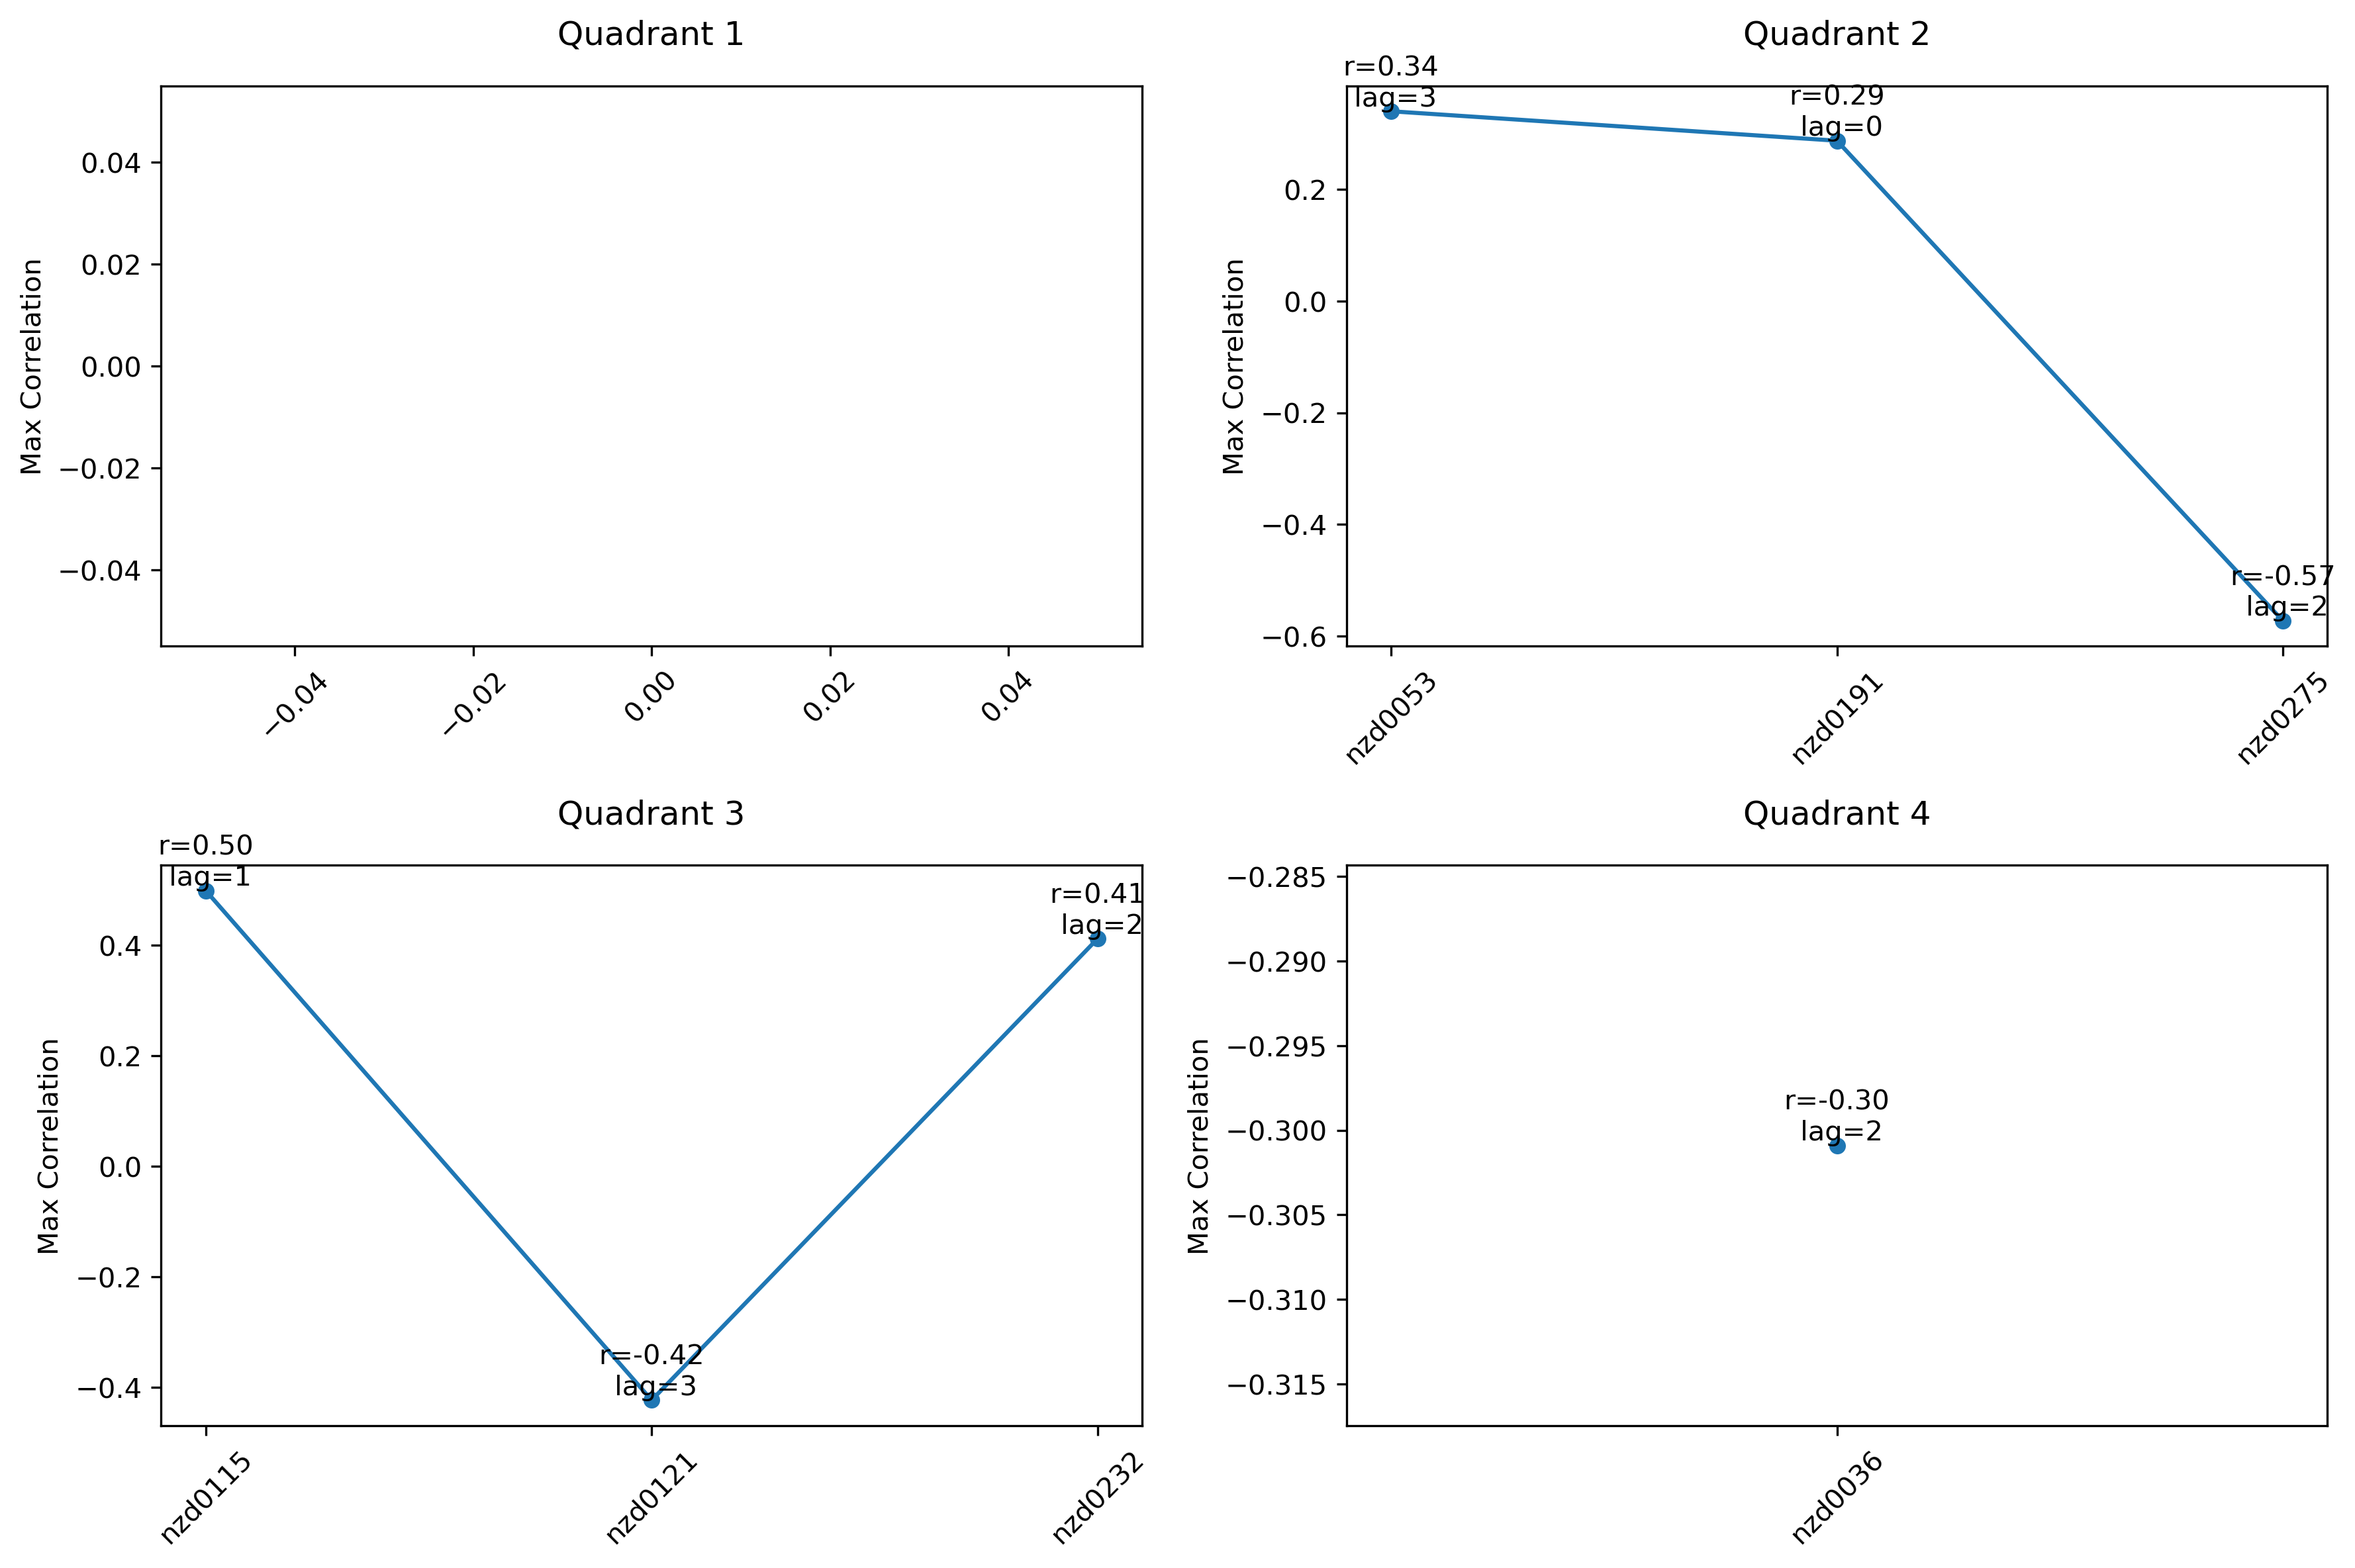 Quadrant 1
Max Correlation
0.04
0.02
0.00
−0.02
−0.04
−0.04
−0.02
0.00
0.02
0.04
Quadrant 2
Max Correlation
0.2
0.0
−0.2
−0.4
−0.6
r=0.34
lag=3
r=0.29
lag=0
r=-0.57
lag=2
nzd0053
nzd0191
nzd0275
Quadrant 3
Max Correlation
0.4
0.2
0.0
−0.2
−0.4
r=0.50
lag=1
r=-0.42
lag=3
r=0.41
lag=2
nzd0115
nzd0121
nzd0232
Quadrant 4
Max Correlation
−0.285
−0.290
−0.295
−0.300
−0.305
−0.310
−0.315
r=-0.30
lag=2
nzd0036